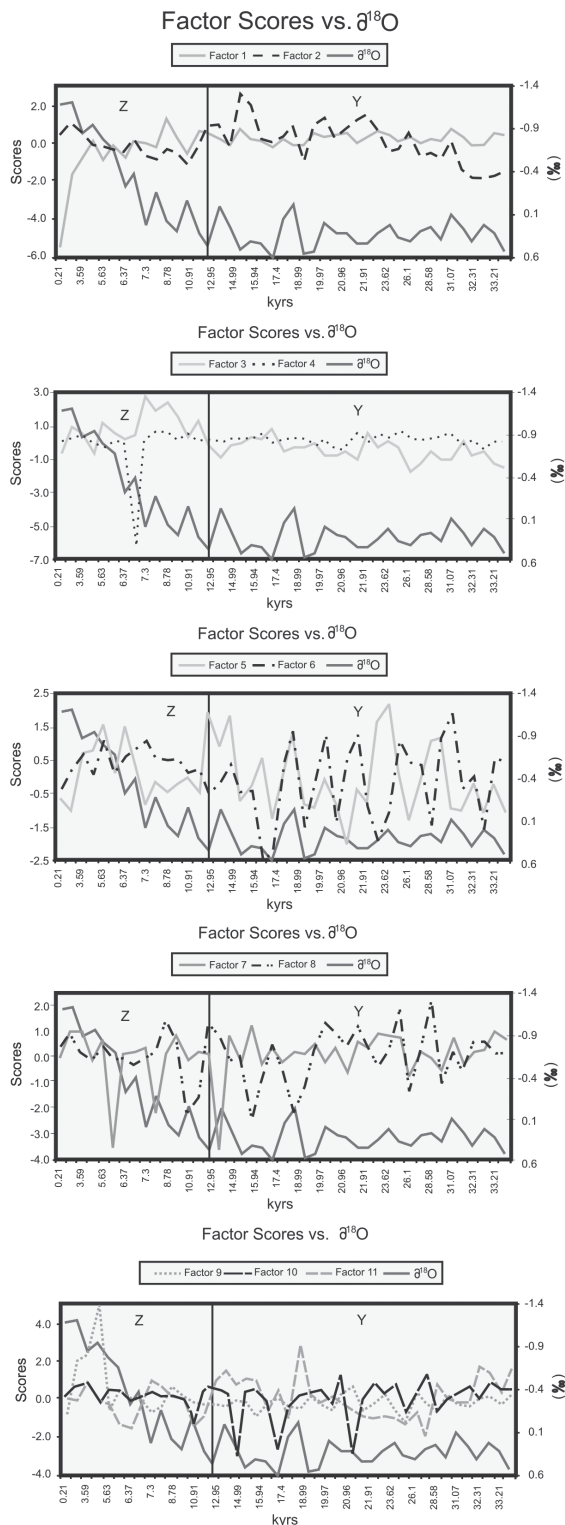 Factor Scores vs. ∂¹⁸O
Factor 1 Factor 2 ∂¹⁸O
Z
Y
Scores
2.0
0.0
-2.0
-4.0
-6.0
-1.4
-0.9
-0.4
0.1
0.6
(‰)
0.21 3.59 5.63 6.37 7.3 8.78 10.91 12.95 14.99 15.94 17.4 18.99 19.97 20.96 21.91 23.62 26.1 28.58 31.07 32.31 33.21
kyrs
Factor Scores vs. ∂¹⁸O
Factor 3 Factor 4 ∂¹⁸O
Z
Y
Scores
3.0
1.0
-1.0
-3.0
-5.0
-7.0
-1.4
-0.9
-0.4
0.1
0.6
(‰)
0.21 3.59 5.63 6.37 7.3 8.78 10.91 12.95 14.99 15.94 17.4 18.99 19.97 20.96 21.91 23.62 26.1 28.58 31.07 32.31 33.21
kyrs
Factor Scores vs. ∂¹⁸O
Factor 5 Factor 6 ∂¹⁸O
Z
Y
Scores
2.5
1.5
0.5
-0.5
-1.5
-2.5
-1.4
-0.9
-0.4
0.1
0.6
(‰)
0.21 3.59 5.63 6.37 7.3 8.78 10.91 12.95 14.99 15.94 17.4 18.99 19.97 20.96 21.91 23.62 26.1 28.58 31.07 32.31 33.21
kyrs
Factor Scores vs. ∂¹⁸O
Factor 7 Factor 8 ∂¹⁸O
Z
Y
Scores
2.0
1.0
0.0
-1.0
-2.0
-3.0
-4.0
-1.4
-0.9
-0.4
0.1
0.6
(‰)
0.21 3.59 5.63 6.37 7.3 8.78 10.91 12.95 14.99 15.94 17.4 18.99 19.97 20.96 21.91 23.62 26.1 28.58 31.07 32.31 33.21
kyrs
Factor Scores vs. ∂¹⁸O
Factor 9 Factor 10 Factor 11 ∂¹⁸O
Z
Y
Scores
4.0
2.0
0.0
-2.0
-4.0
-1.4
-0.9
-0.4
0.1
0.6
(‰)
0.21 3.59 5.63 6.37 7.3 8.78 10.91 12.95 14.99 15.94 17.4 18.99 19.97 20.96 21.91 23.62 26.1 28.58 31.07 32.31 33.21
kyrs